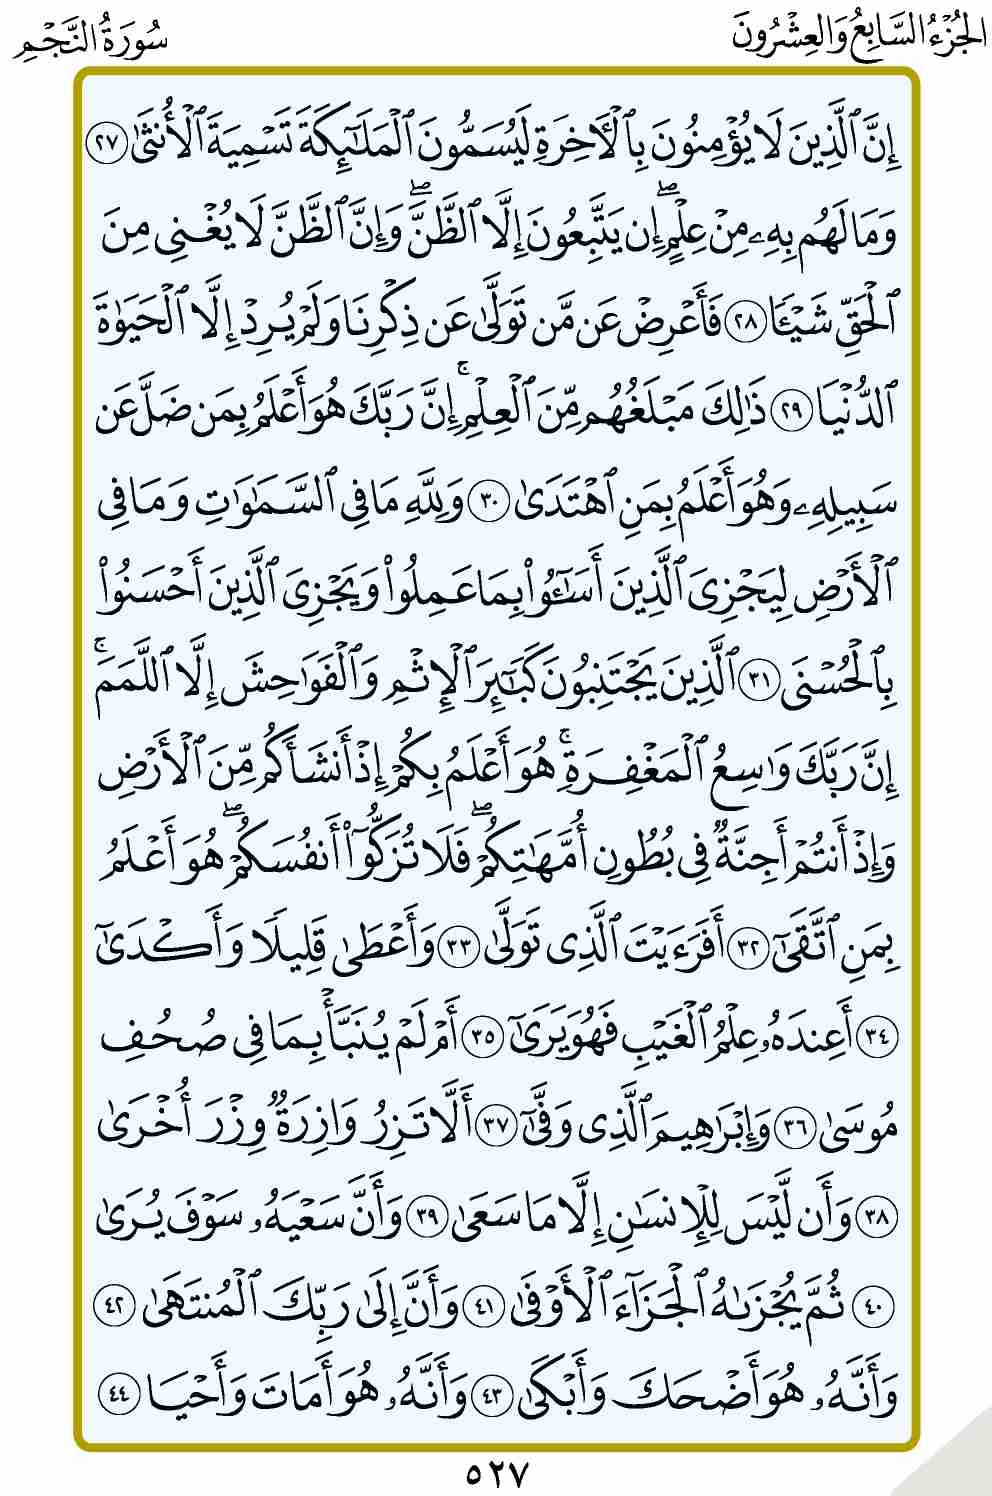 الجُزْءُ السَّابِعُ وَالعِشْرُونَ
سُورَةُ النَّجْمِ
إِنَّ ٱلَّذِينَ لَا يُؤْمِنُونَ بِٱلْأَخِرَةِ لَيُسَمُّونَ ٱلْمَلَٰٓئِكَةَ تَسْمِيَةَ ٱلْأُنثَىٰ ٢٧
وَمَا لَهُم بِهِۦ مِنْ عِلْمٍ ۖ إِن يَتَّبِعُونَ إِلَّا ٱلظَّنَّ ۖ وَإِنَّ ٱلظَّنَّ لَا يُغْنِى مِنَ
ٱلْحَقِّ شَيْـًٔا ٢٨ فَأَعْرِضْ عَن مَّن تَوَلَّىٰ عَن ذِكْرِنَا وَلَمْ يُرِدْ إِلَّا ٱلْحَيَوٰةَ
ٱلدُّنْيَا ٢٩ ذَٰلِكَ مَبْلَغُهُم مِّنَ ٱلْعِلْمِ ۚ إِنَّ رَبَّكَ هُوَ أَعْلَمُ بِمَن ضَلَّ عَن
سَبِيلِهِۦ وَهُوَ أَعْلَمُ بِمَنِ ٱهْتَدَىٰ ٣٠ وَلِلَّهِ مَا فِى ٱلسَّمَٰوَٰتِ وَمَا فِى
ٱلْأَرْضِ لِيَجْزِىَ ٱلَّذِينَ أَسَٰٓـُٔوا۟ بِمَا عَمِلُوا۟ وَيَجْزِىَ ٱلَّذِينَ أَحْسَنُوا۟
بِٱلْحُسْنَى ٣١ ٱلَّذِينَ يَجْتَنِبُونَ كَبَٰٓئِرَ ٱلْإِثْمِ وَٱلْفَوَٰحِشَ إِلَّا ٱللَّمَمَ ۚ
إِنَّ رَبَّكَ وَٰسِعُ ٱلْمَغْفِرَةِ ۚ هُوَ أَعْلَمُ بِكُمْ إِذْ أَنشَأَكُم مِّنَ ٱلْأَرْضِ
وَإِذْ أَنتُمْ أَجِنَّةٌ فِى بُطُونِ أُمَّهَٰتِكُمْ ۖ فَلَا تُزَكُّوٓا۟ أَنفُسَكُمْ ۖ هُوَ أَعْلَمُ
بِمَنِ ٱتَّقَىٰٓ ٣٢ أَفَرَءَيْتَ ٱلَّذِى تَوَلَّىٰ ٣٣ وَأَعْطَىٰ قَلِيلًا وَأَكْدَىٰٓ
٣٤ أَعِندَهُۥ عِلْمُ ٱلْغَيْبِ فَهُوَ يَرَىٰٓ ٣٥ أَمْ لَمْ يُنَبَّأْ بِمَا فِى صُحُفِ
مُوسَىٰ ٣٦ وَإِبْرَٰهِيمَ ٱلَّذِى وَفَّىٰٓ ٣٧ أَلَّا تَزِرُ وَازِرَةٌ وِزْرَ أُخْرَىٰ
٣٨ وَأَن لَّيْسَ لِلْإِنسَٰنِ إِلَّا مَا سَعَىٰ ٣٩ وَأَنَّ سَعْيَهُۥ سَوْفَ يُرَىٰ
٤٠ ثُمَّ يُجْزَىٰهُ ٱلْجَزَآءَ ٱلْأَوْفَىٰ ٤١ وَأَنَّ إِلَىٰ رَبِّكَ ٱلْمُنتَهَىٰ ٤٢
وَأَنَّهُۥ هُوَ أَضْحَكَ وَأَبْكَىٰ ٤٣ وَأَنَّهُۥ هُوَ أَمَاتَ وَأَحْيَا ٤٤
٥٢٧